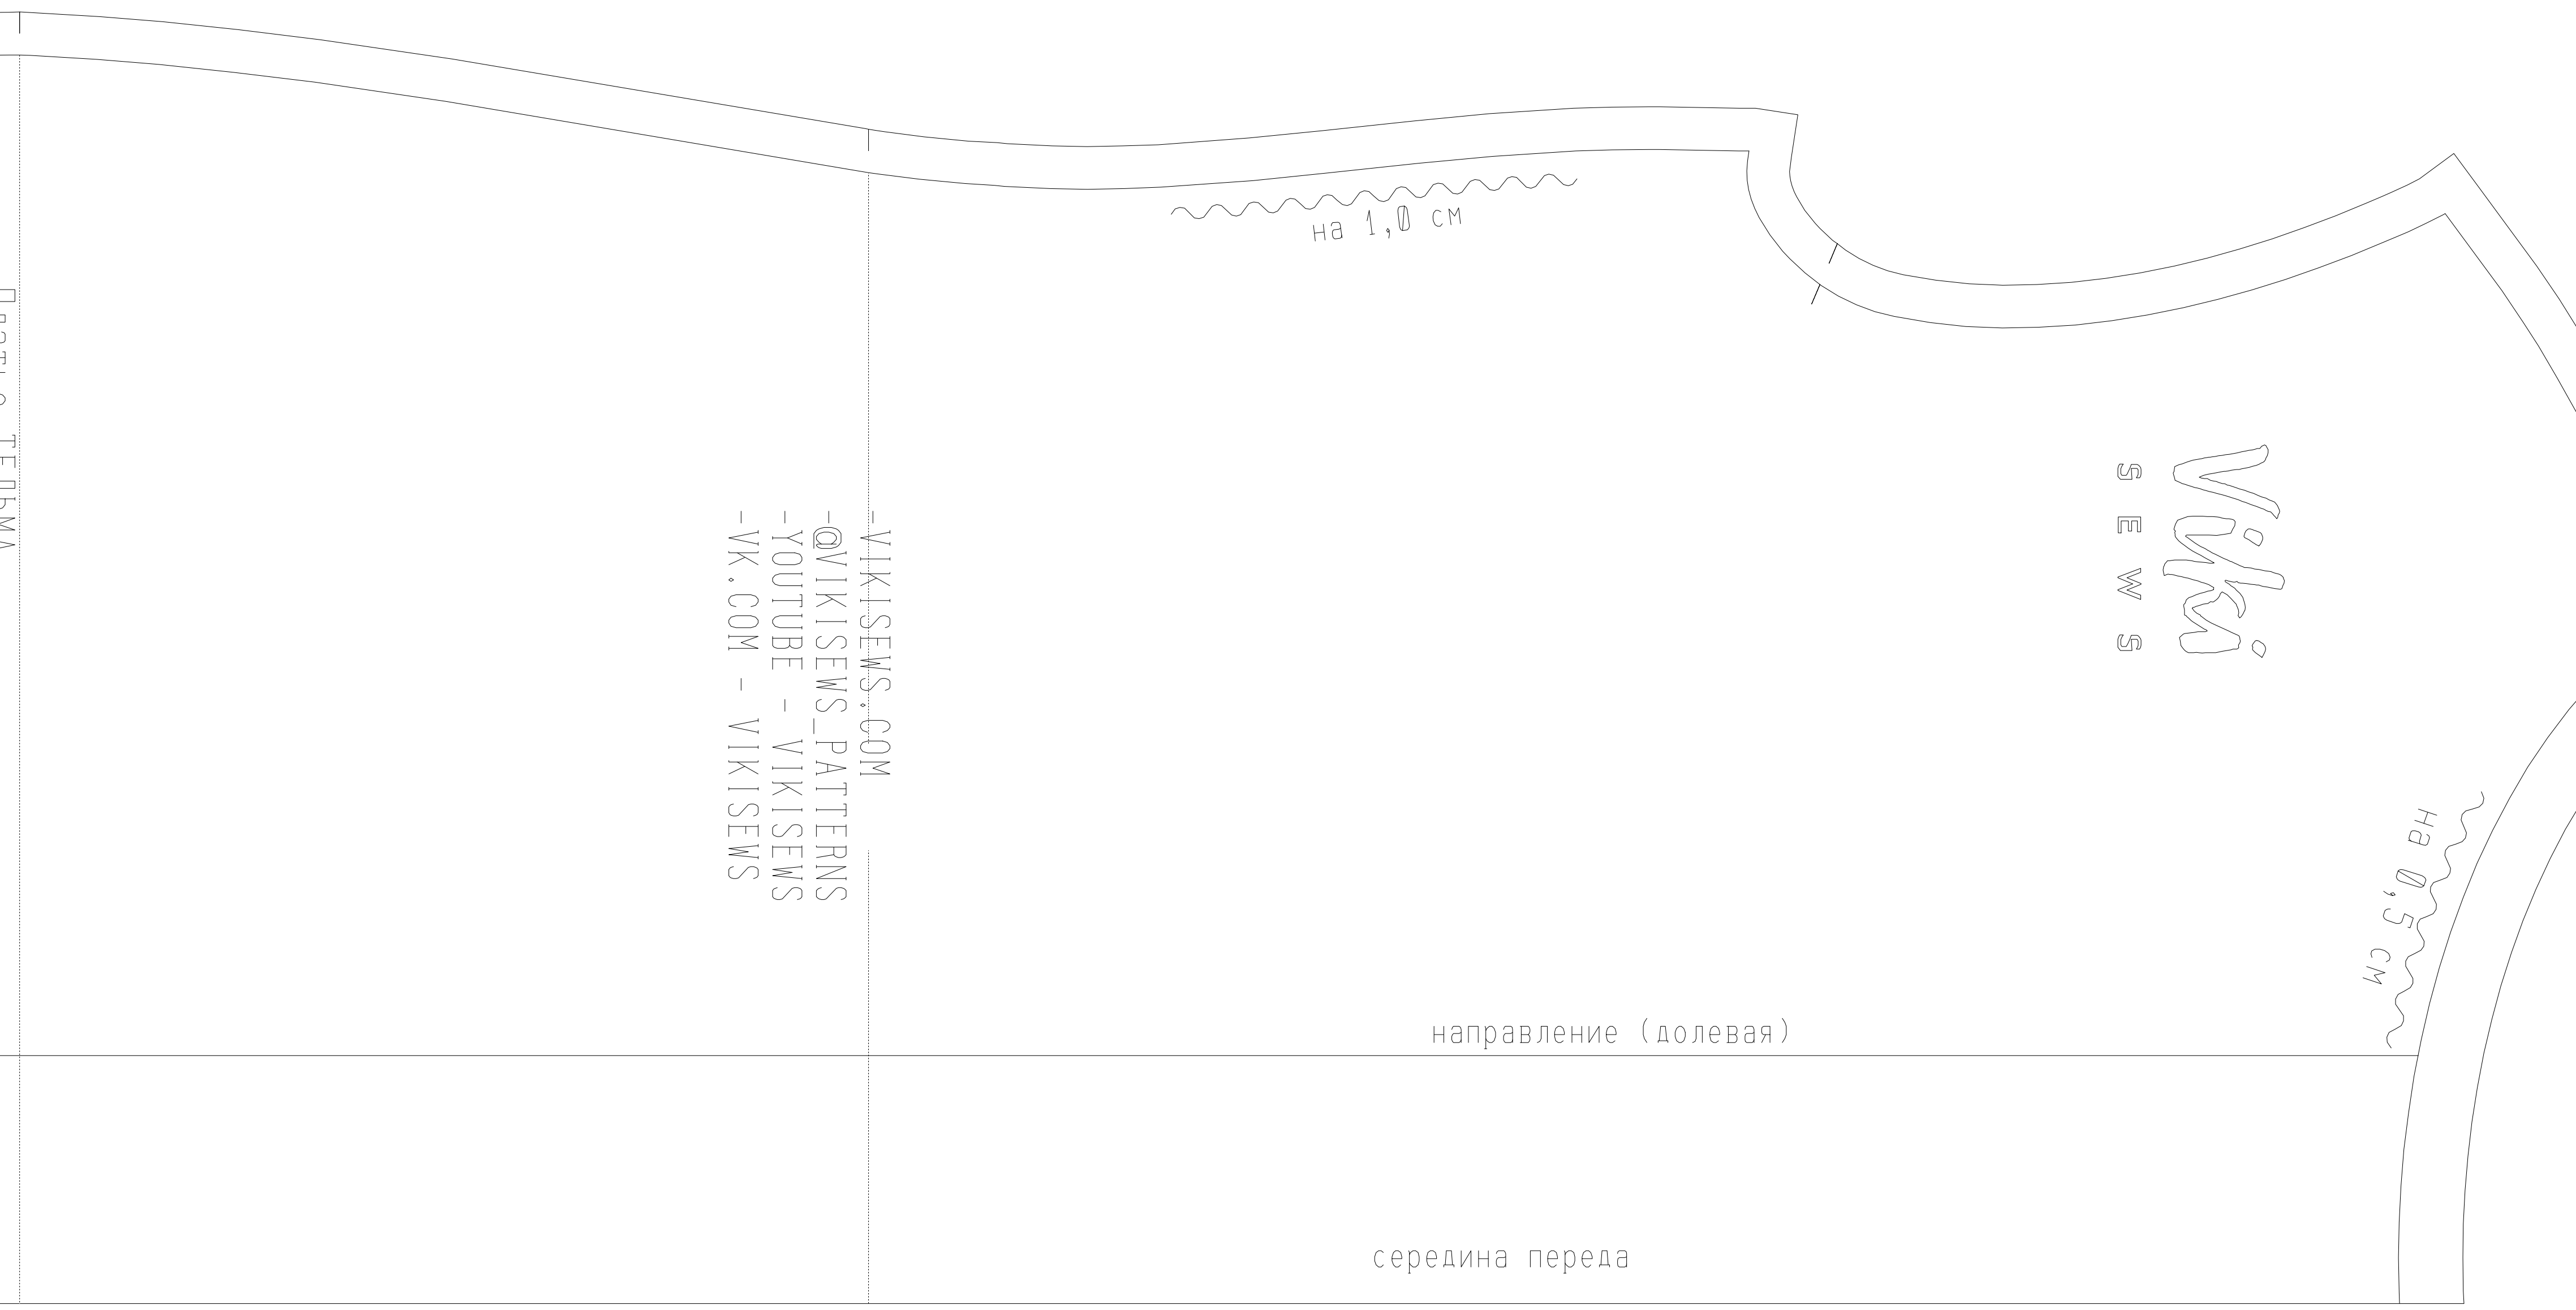 на 1,0 см
Viki
SEWS
-VIKISEWS.COM
-@VIKISEWS_PATTERNS
-YOUTUBE - VIKISEWS
-VK.COM - VIKISEWS
на 0,5 см
направление (долевая)
середина переда